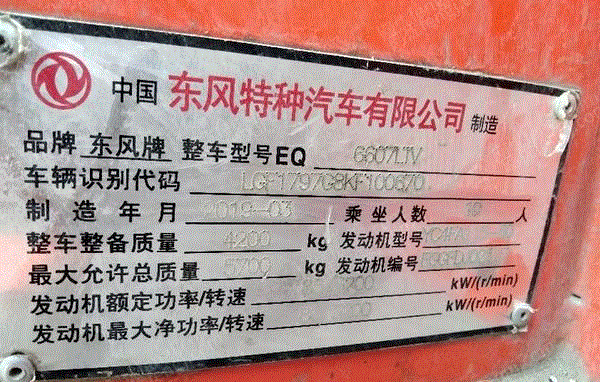 中国 东风特种汽车有限公司 制造
品牌 东风牌 整车型号EQ 6607LTV
车辆识别代码
制造年月 2019-03 乘坐人数 19 人
整车整备质量 4200 kg 发动机型号
最大允许总质量 5700 kg 发动机编号
发动机额定功率/转速 kW/(r/min)
发动机最大净功率/转速 kW/(r/min)